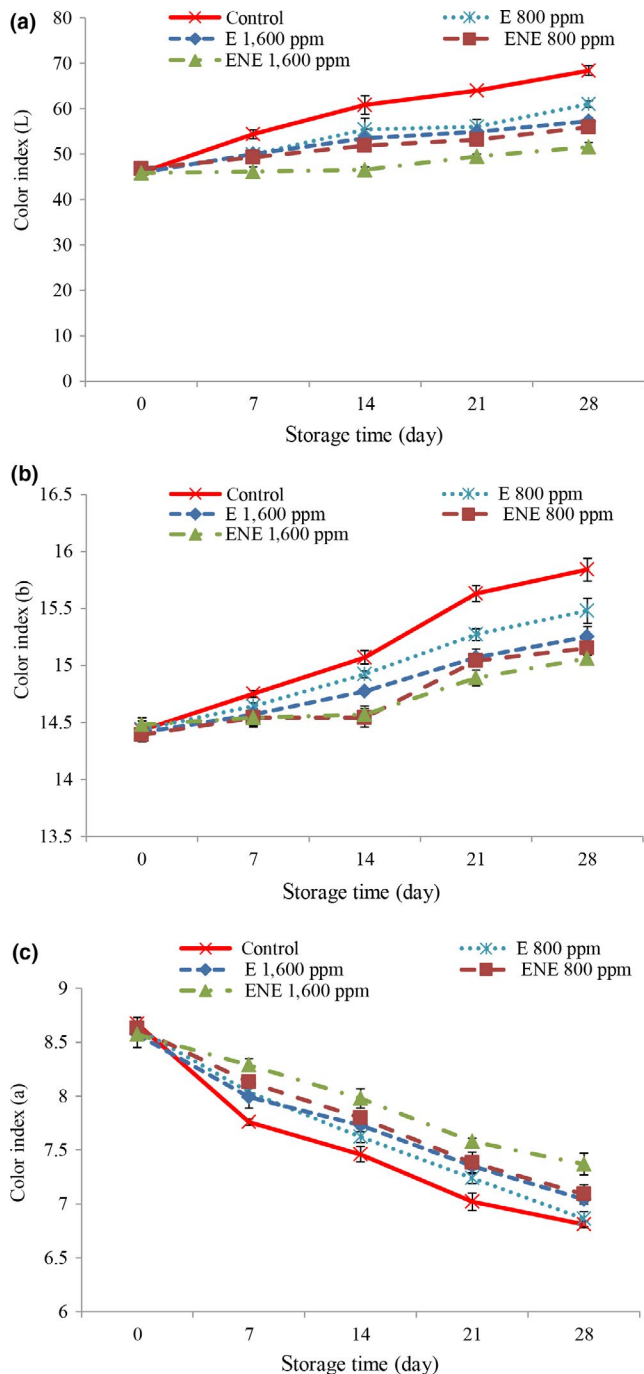 (a)
Control
E 800 ppm
E 1,600 ppm
ENE 800 ppm
ENE 1,600 ppm
Color index (L)
80
70
60
50
40
30
20
10
0
0 7 14 21 28
Storage time (day)
(b)
Control
E 800 ppm
E 1,600 ppm
ENE 800 ppm
ENE 1,600 ppm
Color index (b)
16.5
16
15.5
15
14.5
14
13.5
0 7 14 21 28
Storage time (day)
(c)
Control
E 800 ppm
E 1,600 ppm
ENE 800 ppm
ENE 1,600 ppm
Color index (a)
9
8.5
8
7.5
7
6.5
6
0 7 14 21 28
Storage time (day)